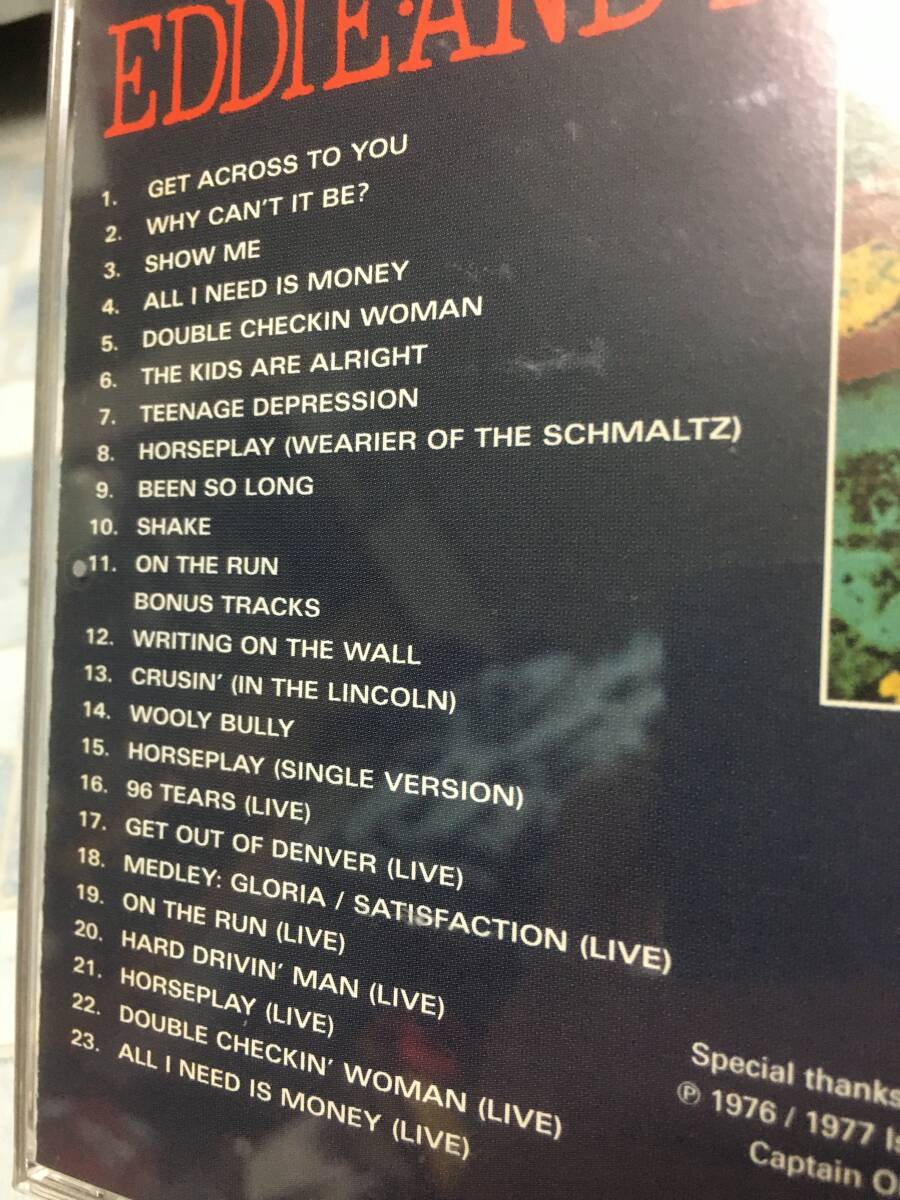 EDDIE·AND
1. GET ACROSS TO YOU
2. WHY CAN'T IT BE?
3. SHOW ME
4. ALL I NEED IS MONEY
5. DOUBLE CHECKIN WOMAN
6. THE KIDS ARE ALRIGHT
7. TEENAGE DEPRESSION
8. HORSEPLAY (WEARIER OF THE SCHMALTZ)
9. BEEN SO LONG
10. SHAKE
11. ON THE RUN
BONUS TRACKS
12. WRITING ON THE WALL
13. CRUSIN' (IN THE LINCOLN)
14. WOOLY BULLY
15. HORSEPLAY (SINGLE VERSION)
16. 96 TEARS (LIVE)
17. GET OUT OF DENVER (LIVE)
18. MEDLEY: GLORIA / SATISFACTION (LIVE)
19. ON THE RUN (LIVE)
20. HARD DRIVIN' MAN (LIVE)
21. HORSEPLAY (LIVE)
22. DOUBLE CHECKIN' WOMAN (LIVE)
23. ALL I NEED IS MONEY (LIVE)
Special thanks
℗ 1976 / 1977
Captain